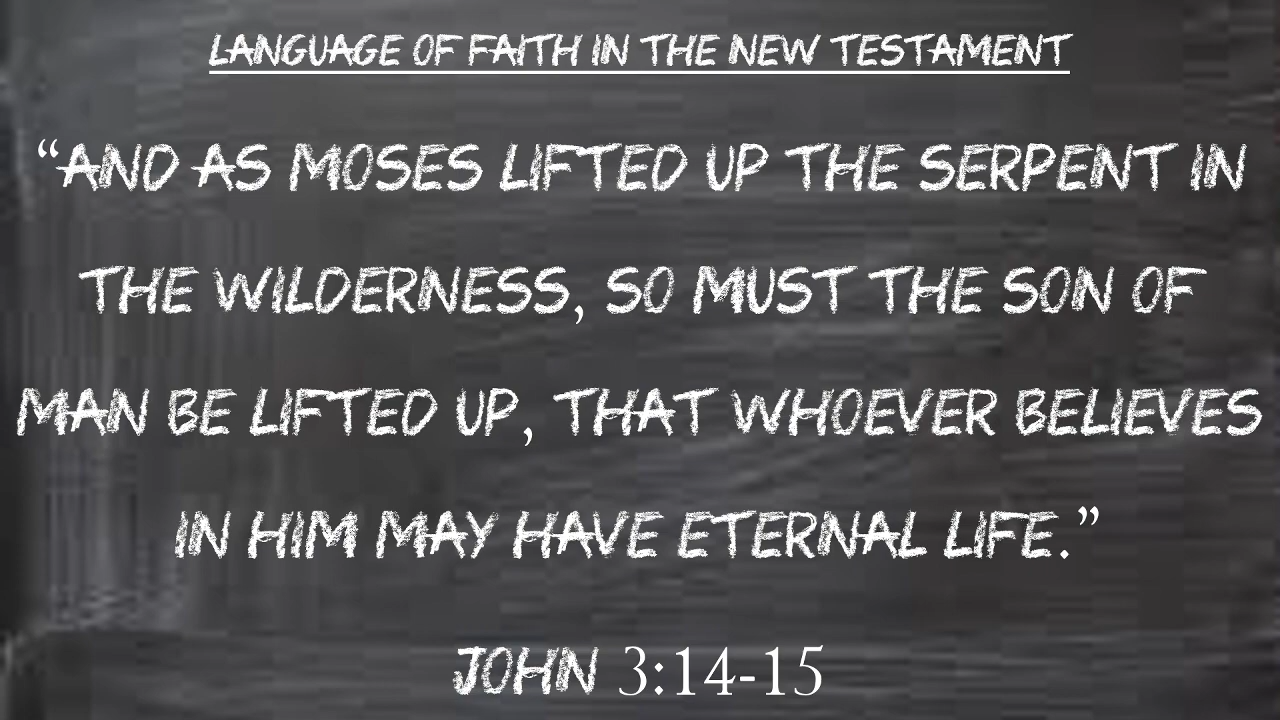 LANGUAGE OF FAITH IN THE NEW TESTAMENT
“AND AS MOSES LIFTED UP THE SERPENT IN
THE WILDERNESS, SO MUST THE SON OF
MAN BE LIFTED UP, THAT WHOEVER BELIEVES
IN HIM MAY HAVE ETERNAL LIFE.”
JOHN 3:14-15